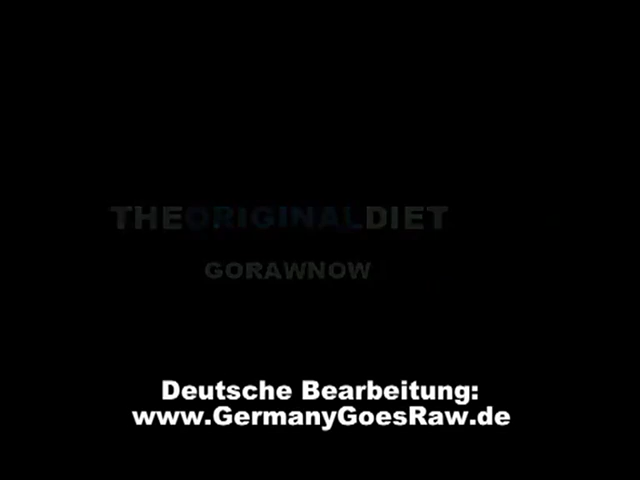 THEORIGINALDIET
GORAWNOW
Deutsche Bearbeitung:
www.GermanyGoesRaw.de